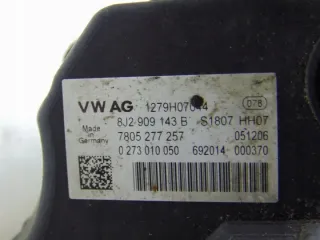 VW AG 1279H07044 078
8J2 909 143 B S1807 HH07
Made in Germany 7805 277 257 051206
0 273 010 050 692014 000370